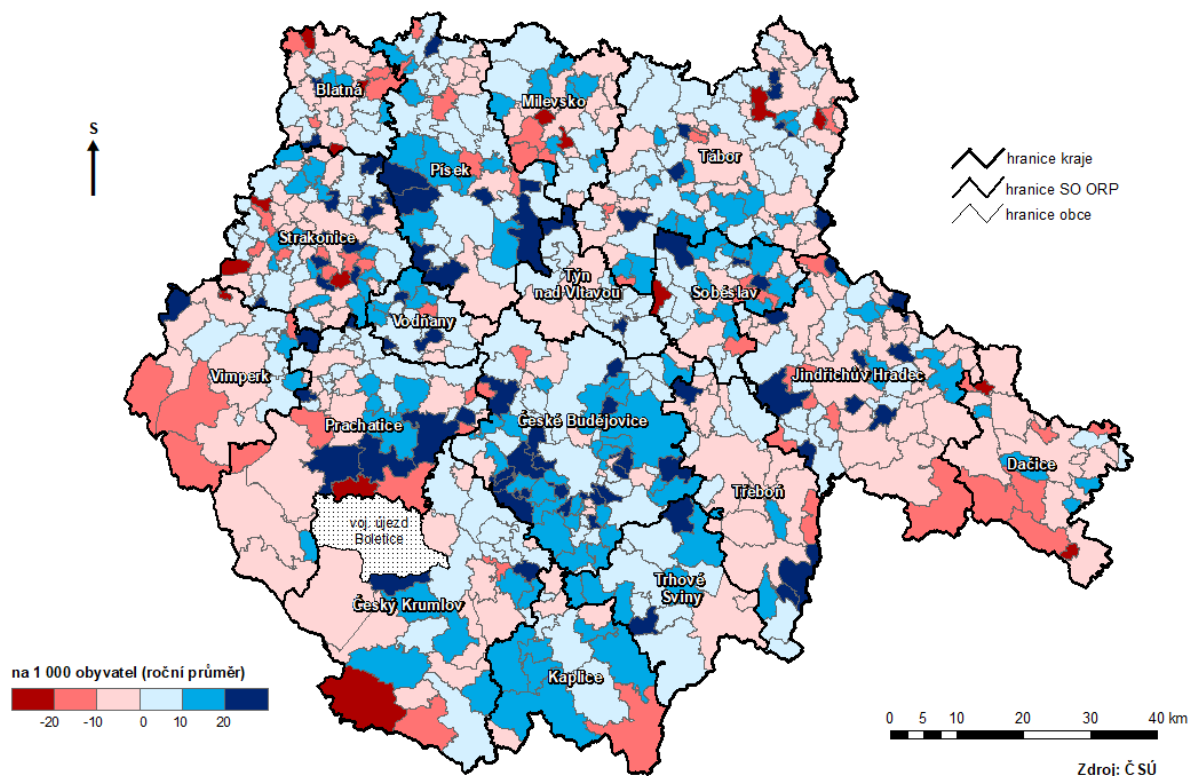 Blatná
Milevsko
S
Písek
Tábor
hranice kraje
hranice SO ORP
hranice obce
Strakonice
Týn
nad Vltavou
Soběslav
Vodňany
Vimperk
Jindřichův Hradec
Prachatice
České Budějovice
Dačice
Třeboň
voj. újezd
Boletice
Trhové
Sviny
Český Krumlov
Kaplice
na 1 000 obyvatel (roční průměr)
-20 -10 0 10 20
0 5 10 20 30 40 km
Zdroj: ČSÚ